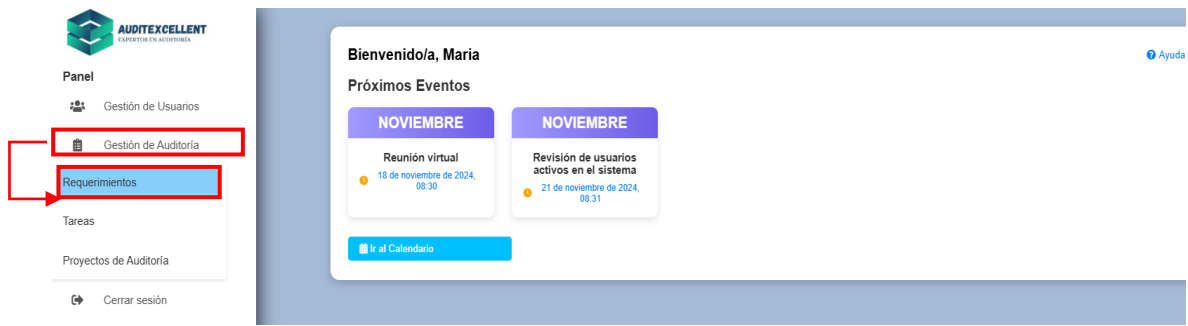 AUDITEXCELLENT
EXPERTOS EN AUDITORÍA
Panel
Gestión de Usuarios
Gestión de Auditoría
Requerimientos
Tareas
Proyectos de Auditoría
Cerrar sesión
Bienvenido/a, Maria
Ayuda
Próximos Eventos
NOVIEMBRE
Reunión virtual
18 de noviembre de 2024,
08:30
NOVIEMBRE
Revisión de usuarios
activos en el sistema
21 de noviembre de 2024,
08:31
Ir al Calendario